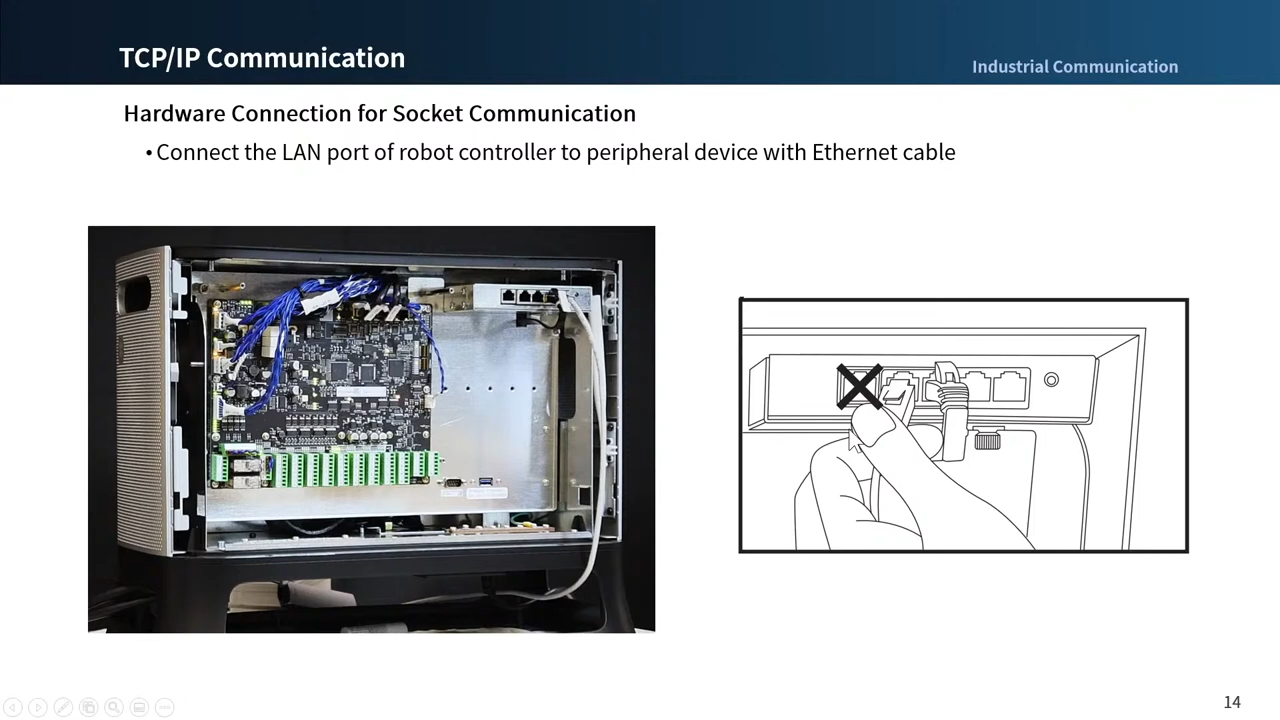 TCP/IP Communication
Industrial Communication
Hardware Connection for Socket Communication
• Connect the LAN port of robot controller to peripheral device with Ethernet cable
14